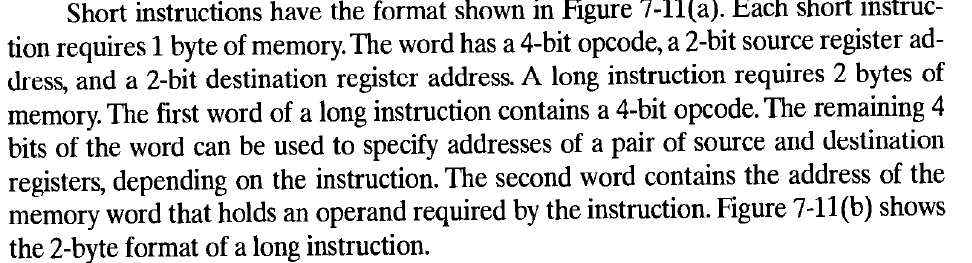 Short instructions have the format shown in Figure 7-11(a). Each short instruc-
tion requires 1 byte of memory. The word has a 4-bit opcode, a 2-bit source register ad-
dress, and a 2-bit destination register address. A long instruction requires 2 bytes of
memory. The first word of a long instruction contains a 4-bit opcode. The remaining 4
bits of the word can be used to specify addresses of a pair of source and destination
registers, depending on the instruction. The second word contains the address of the
memory word that holds an operand required by the instruction. Figure 7-11(b) shows
the 2-byte format of a long instruction.